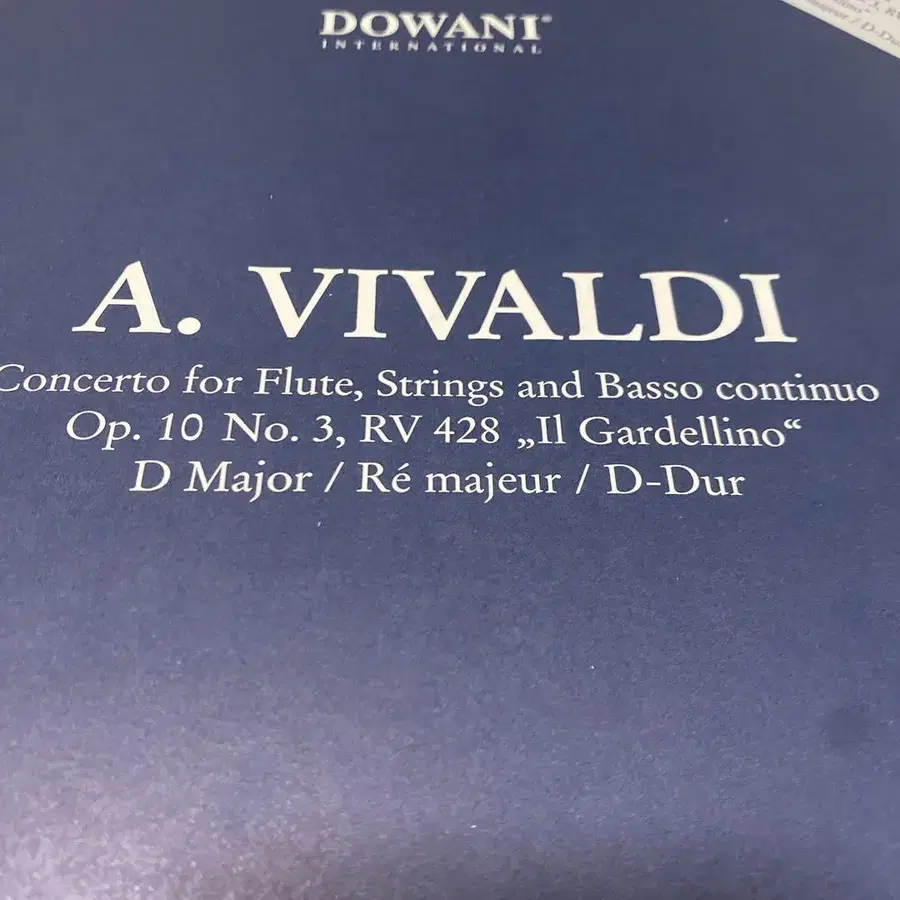 DOWANI®
INTERNATIONAL
A. VIVALDI
Concerto for Flute, Strings and Basso continuo
Op. 10 No. 3, RV 428 „Il Gardellino“
D Major / Ré majeur / D-Dur